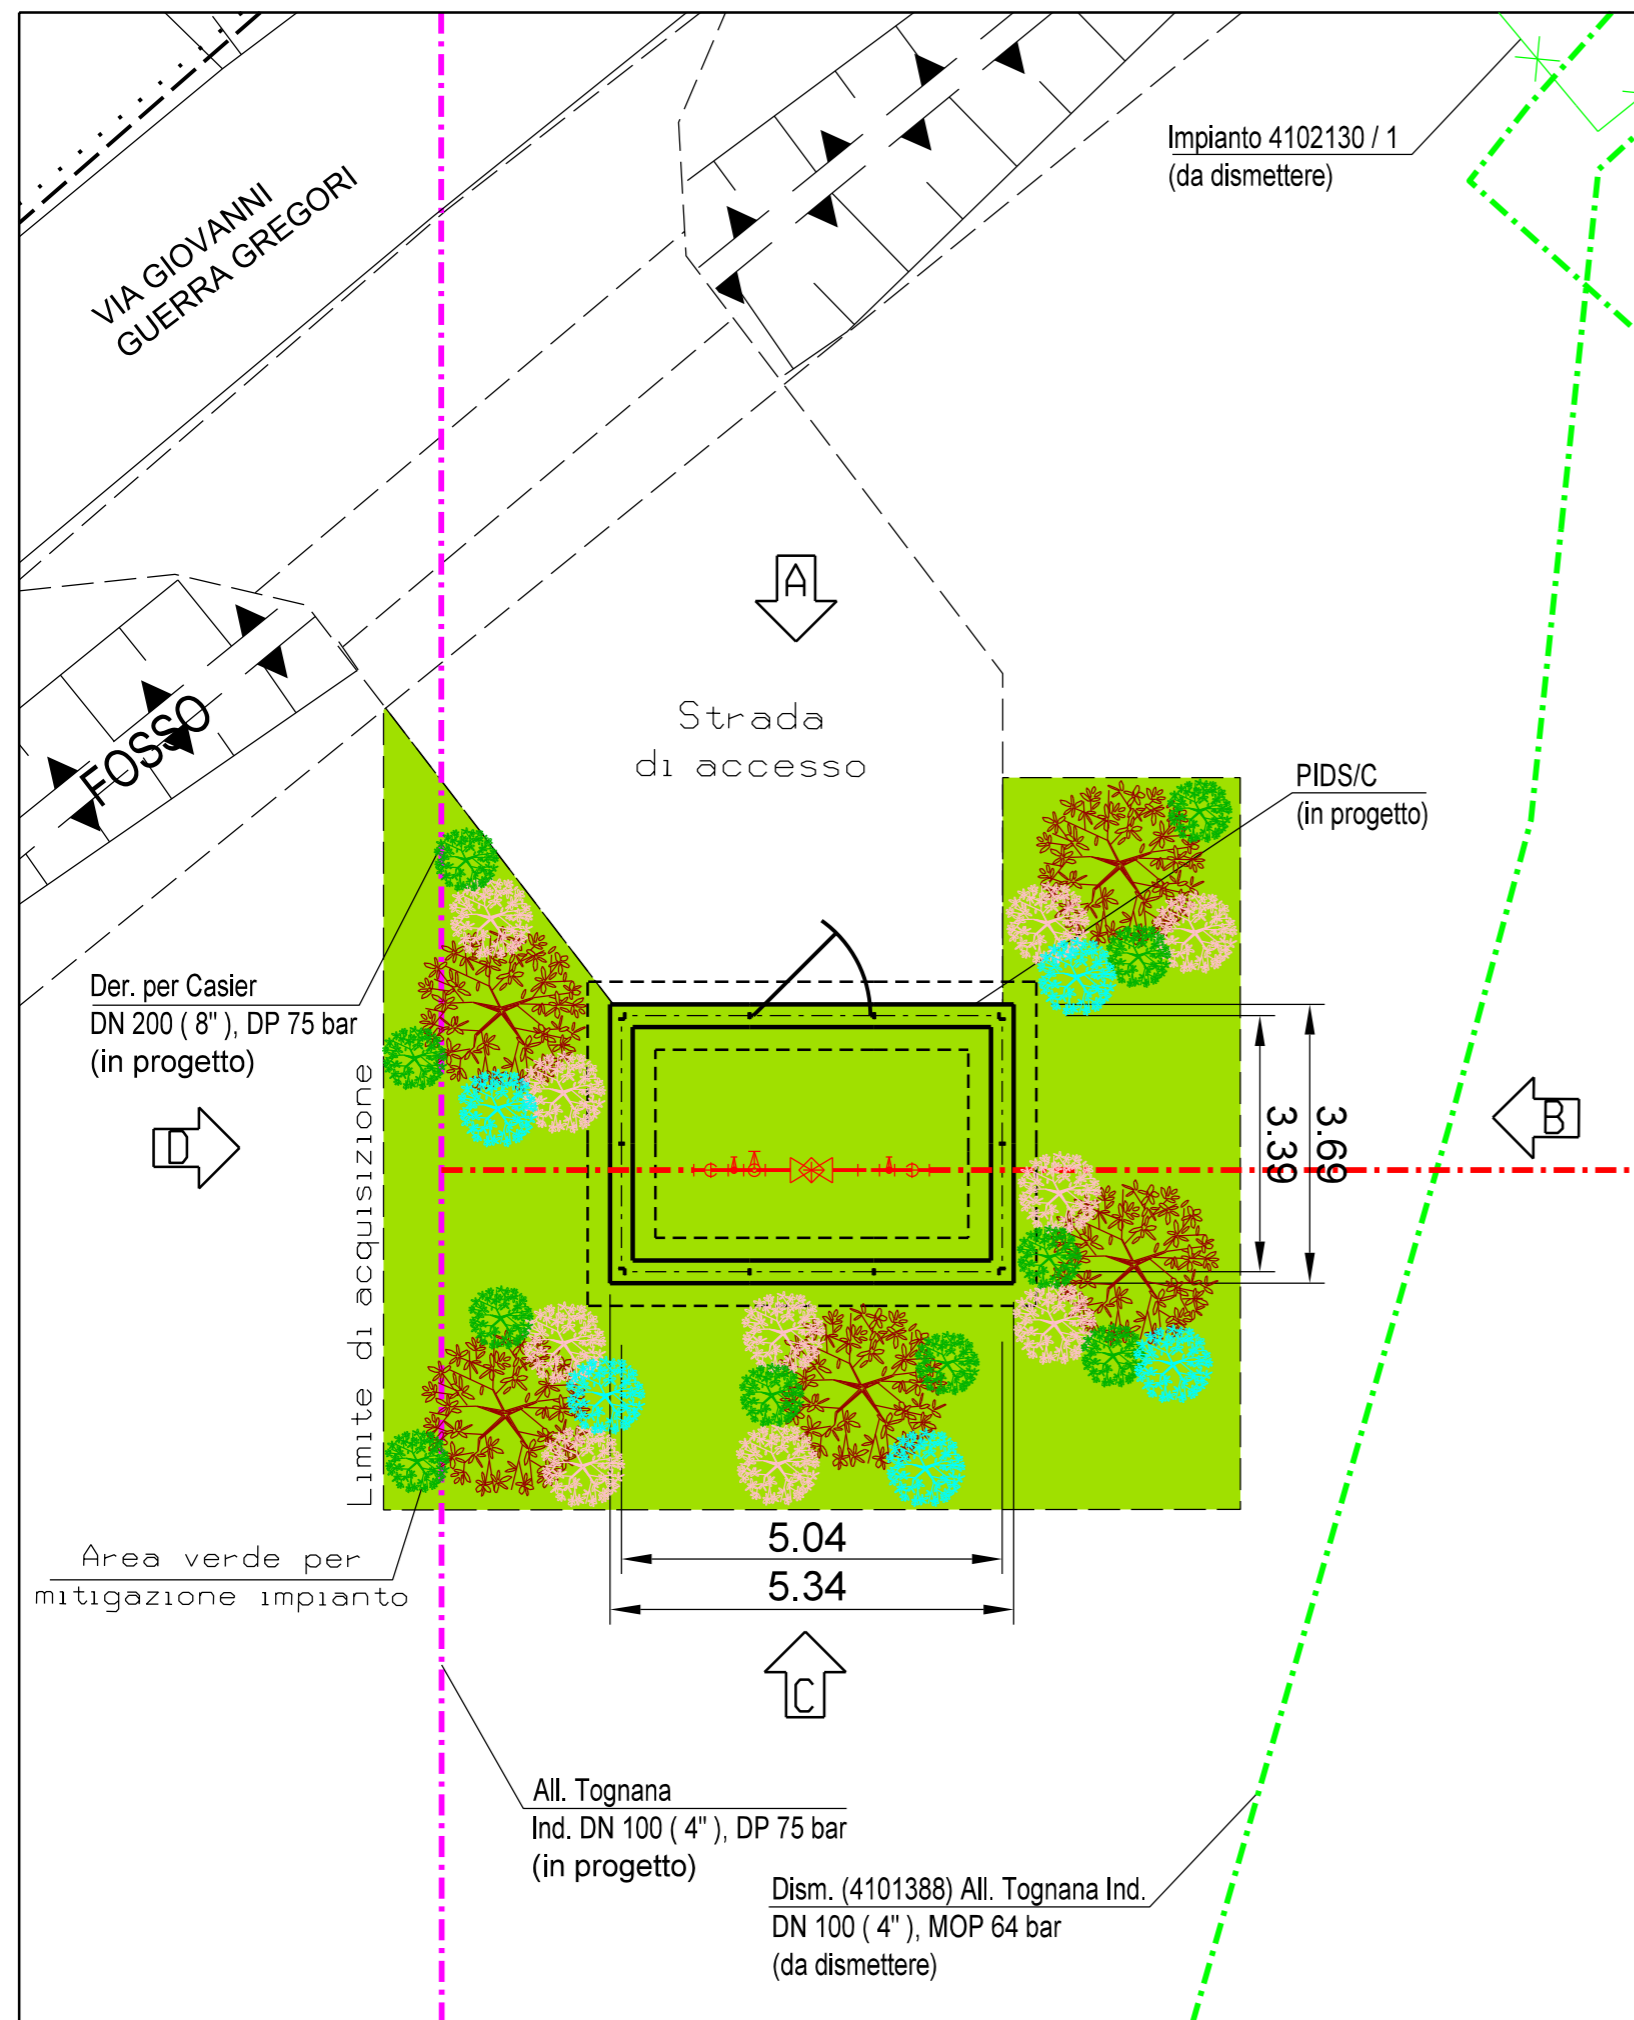 Impianto 4102130 / 1
(da dismettere)
VIA GIOVANNI
GUERRA GREGORI
A
Strada
di accesso
FOSSO
PIDS/C
(in progetto)
Der. per Casier
DN 200 ( 8" ), DP 75 bar
(in progetto)
D
B
3.39
3.69
Limite di acquisizione
5.04
5.34
Area verde per
mitigazione impianto
C
All. Tognana
Ind. DN 100 ( 4" ), DP 75 bar
(in progetto)
Dism. (4101388) All. Tognana Ind.
DN 100 ( 4" ), MOP 64 bar
(da dismettere)